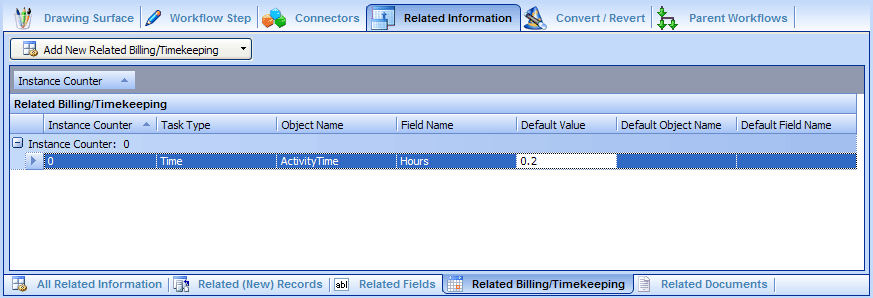 Drawing Surface Workflow Step Connectors Related Information Convert / Revert Parent Workflows
Add New Related Billing/Timekeeping
Instance Counter
Related Billing/Timekeeping
Instance Counter Task Type Object Name Field Name Default Value Default Object Name Default Field Name
Instance Counter: 0
0 Time ActivityTime Hours 0.2
All Related Information Related (New) Records abl Related Fields Related Billing/Timekeeping Related Documents